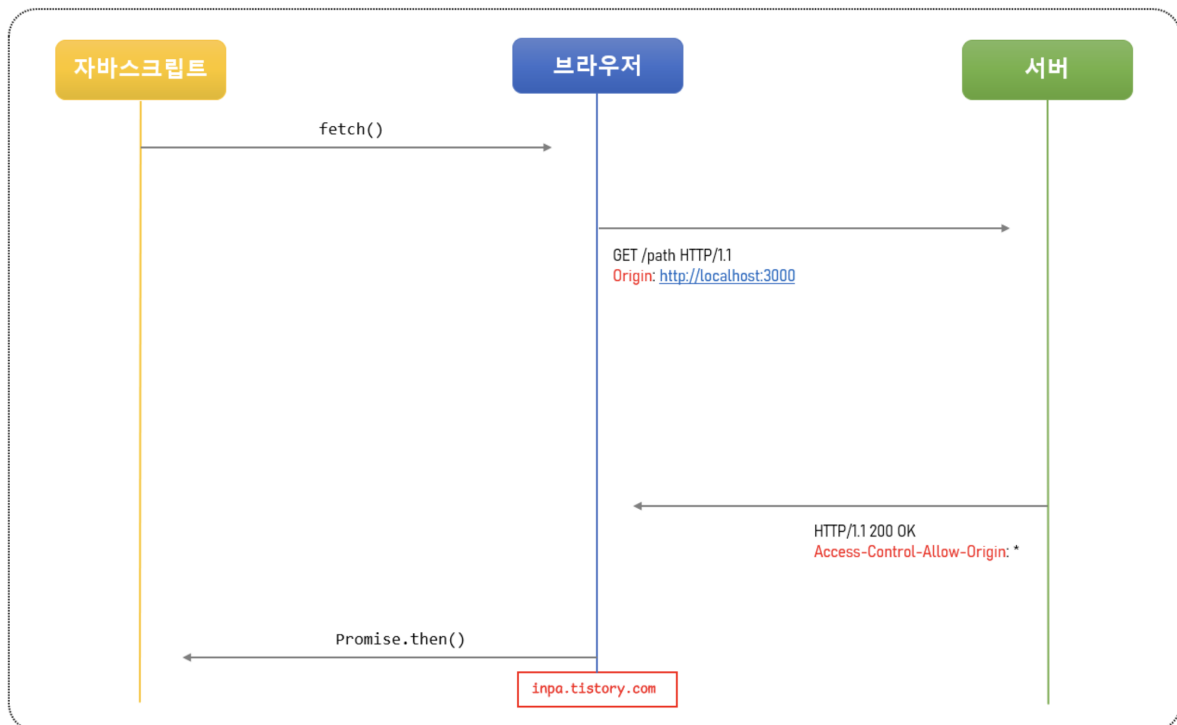 자바스크립트
브라우저
서버
fetch()
GET /path HTTP/1.1
Origin: http://localhost:3000
HTTP/1.1 200 OK
Access-Control-Allow-Origin: *
Promise.then()
inpa.tistory.com